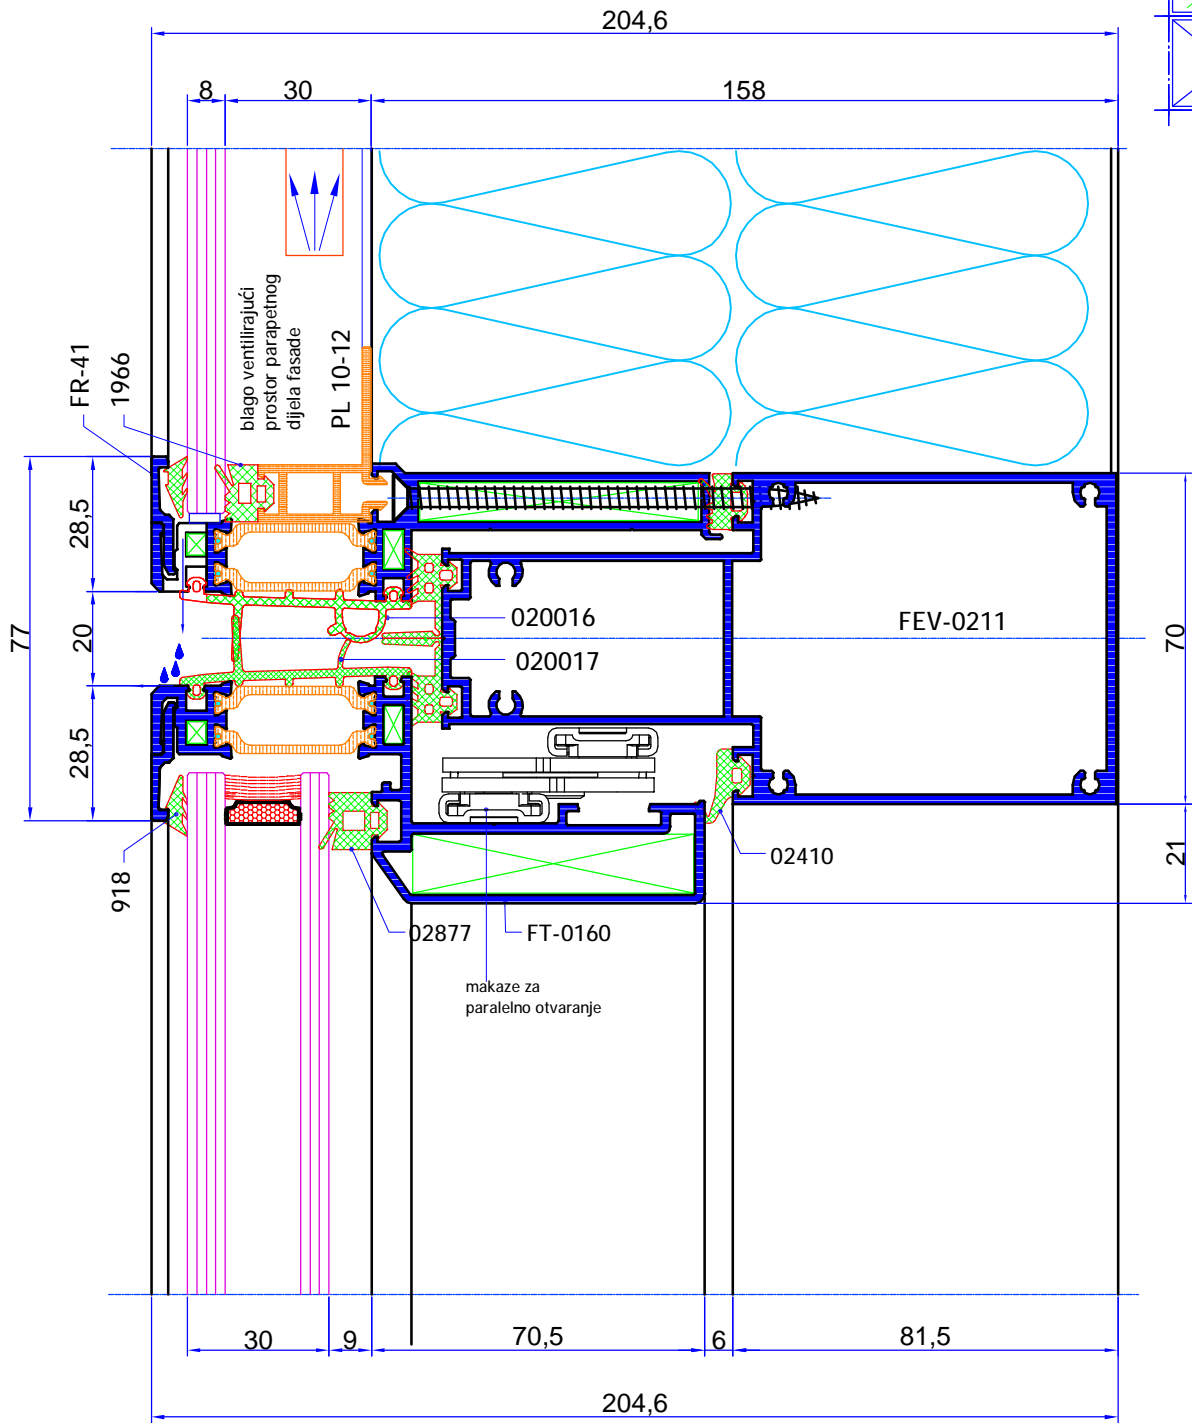 204,6
8
30
158
blago ventilirajući
prostor parapetnog
dijela fasade
PL 10-12
FR-41
1966
28,5
20
77
28,5
020016
020017
FEV-0211
70
21
02410
918
02877
FT-0160
makaze za
paralelno otvaranje
30
9
70,5
6
81,5
204,6